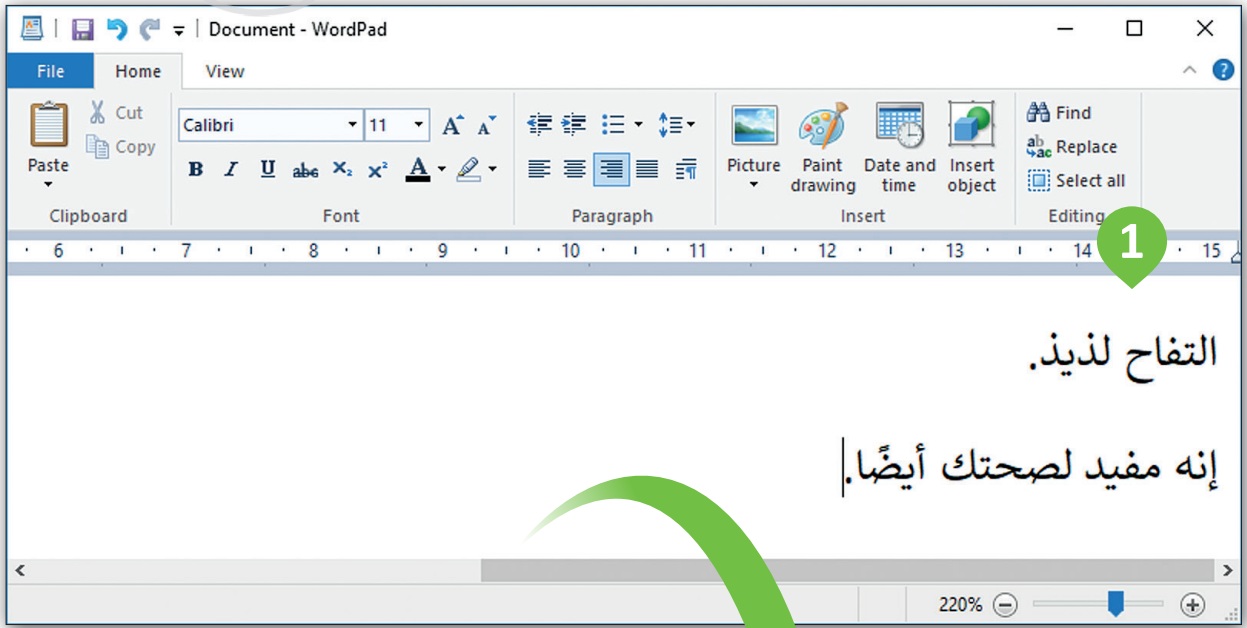 Document - WordPad
File Home View
Paste Cut Copy
Clipboard
Calibri 11 A A
B I U abc X₂ X² A
Font
Paragraph
Picture Paint drawing Date and time Insert object
Insert
Find
Replace
Select all
Editing
6 7 8 9 10 11 12 13 14 15
1
التفاح لذيذ.
إنه مفيد لصحتك أيضًا.
220%